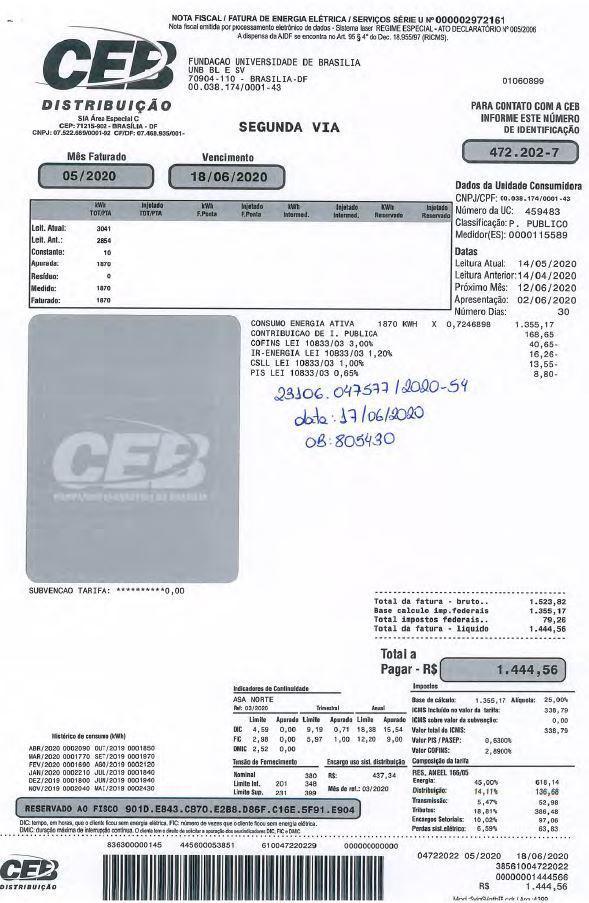 NOTA FISCAL / FATURA DE ENERGIA ELÉTRICA / SERVIÇOS SÉRIE U Nº 000002972161
Nota fiscal emitida por processamento eletrônico de dados - Sistema laser REGIME ESPECIAL - ATO DECLARATÓRIO Nº 005/2006
A dispensa da AIDF se encontra no Art. 95 § 4º do Dec. 18.955/97 (RICMS).
CEB
DISTRIBUIÇÃO
SIA Área Especial C
CEP: 71215-902 - BRASÍLIA - DF
CNPJ: 07.522.669/0001-92 CF/DF: 07.468.935/001-
FUNDACAO UNIVERSIDADE DE BRASILIA
UNB BL E SV
70904-110 - BRASILIA-DF
00.038.174/0001-43
01060899
SEGUNDA VIA
PARA CONTATO COM A CEB
INFORME ESTE NÚMERO
DE IDENTIFICAÇÃO
472.202-7
Mês Faturado
05/2020
Vencimento
18/06/2020
Dados da Unidade Consumidora
CNPJ/CPF: 00.038.174/0001-43
Número da UC: 459483
Classificação: P. PUBLICO
Medidor(ES): 0000115589
Datas
Leitura Atual: 14/05/2020
Leitura Anterior: 14/04/2020
Próximo Mês: 12/06/2020
Apresentação: 02/06/2020
Número Dias: 30
kWh TOT/PTA Injetado TOT/PTA kWh F.Ponta Injetado F.Ponta kWh Intermed. Injetado Intermed. kWh Reservado Injetado Reservado
Leit. Atual: 3041
Leit. Ant.: 2854
Constante: 10
Apurada: 1870
Resíduo: 0
Medido: 1870
Faturado: 1870
CONSUMO ENERGIA ATIVA 1870 KWH X 0,7246898 1.355,17
CONTRIBUICAO DE I. PUBLICA 168,65
COFINS LEI 10833/03 3,00% 40,65-
IR-ENERGIA LEI 10833/03 1,20% 16,26-
CSLL LEI 10833/03 1,00% 13,55-
PIS LEI 10833/03 0,65% 8,80-
23106.047577/2020-54
data: 17/06/2020
OB: 805430
CEB
SUBVENCAO TARIFA: **********0,00
Total da fatura - bruto.. 1.523,82
Base calculo imp.federais 1.355,17
Total impostos federais.. 79,26
Total da fatura - liquido 1.444,56
Total a
Pagar - R$ 1.444,56
Indicadores de Continuidade
ASA NORTE
Ref: 03/2020 Trimestral Anual
Limite Apurado Limite Apurado Limite Apurado
DIC 4,59 0,00 9,19 0,71 18,38 15,54
FIC 2,98 0,00 5,97 1,00 12,20 9,00
DMIC 2,52 0,00
Tensão de Fornecimento
Nominal 380
Limite Inf. 201 348
Limite Sup. 231 399
Encargo uso sist. distribuição
R$: 437,34
Mês de ref.: 03/2020
Impostos
Base de cálculo: 1.355,17 Alíquota: 25,00%
ICMS incluído no valor da tarifa: 338,79
ICMS sobre valor da subvenção: 0,00
Valor total do ICMS: 338,79
Valor PIS / PASEP: 0,6300%
Valor COFINS: 2,8900%
Composição da tarifa
RES. ANEEL 166/05
Energia: 45,00% 618,14
Distribuição: 14,11% 136,68
Transmissão: 5,47% 52,98
Tributos: 18,81% 386,48
Encargos Setoriais: 10,02% 97,06
Perdas sist.elétrico: 6,59% 63,83
Histórico de consumo (kWh)
ABR/2020 0002090 OUT/2019 0001850
MAR/2020 0001770 SET/2019 0001970
FEV/2020 0001690 AGO/2019 0002120
JAN/2020 0002210 JUL/2019 0001840
DEZ/2019 0001800 JUN/2019 0001940
NOV/2019 0002040 MAI/2019 0002430
RESERVADO AO FISCO 901D.E843.C870.E2B8.D86F.C16E.5F91.E904
DIC: tempo, em horas, que o cliente ficou sem energia elétrica. FIC: número de vezes que o cliente ficou sem energia elétrica.
DMIC: duração máxima de interrupção contínua. O cliente tem o direito de solicitar a apuração dos seus indicadores DIC, FIC e DMIC
836300000145 445600053851 610047220229 000000000000
CEB
DISTRIBUIÇÃO
04722022 05/2020 18/06/2020
38561004722022
00000001444566
R$ 1.444,56